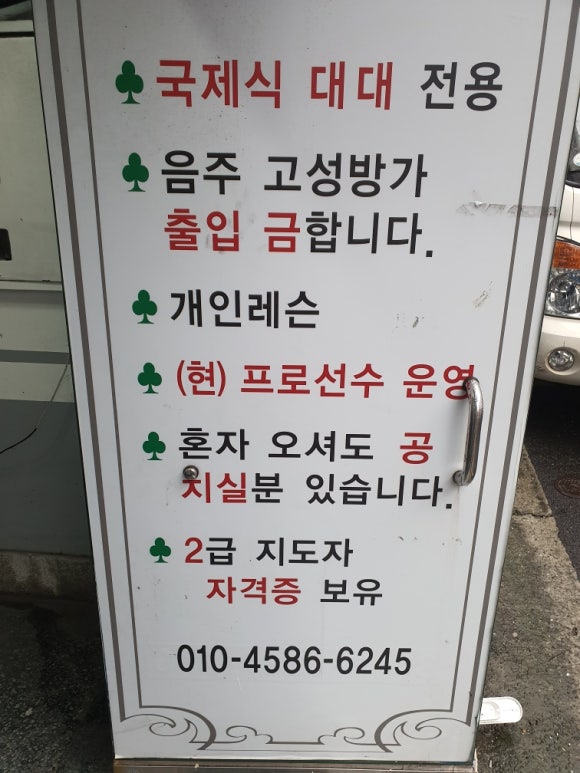 국제식 대대 전용
음주 고성방가
출입 금합니다.
개인레슨
(현) 프로선수 운영
혼자 오셔도 공
지실분 있습니다.
2급 지도자
자격증 보유
010-4586-6245